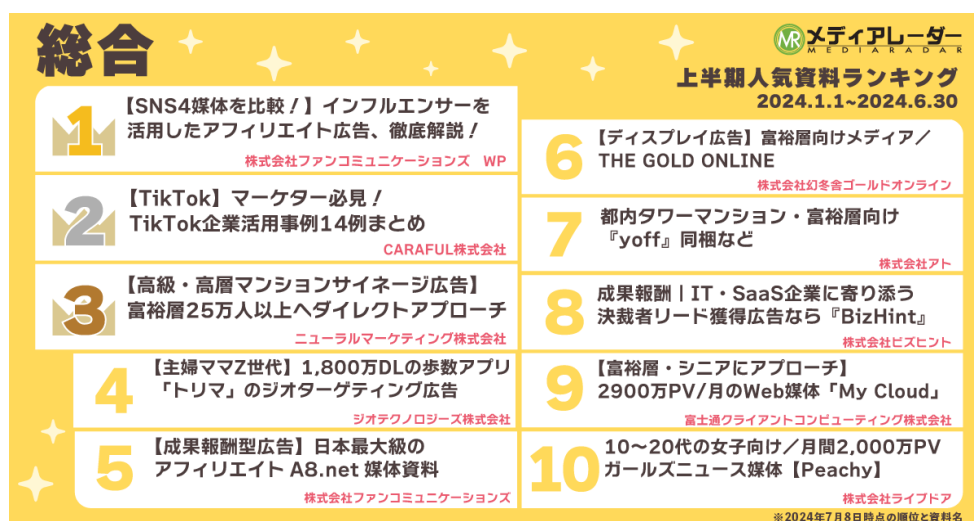 総合
MR メディアレーダー
MEDIARADAR
上半期人気資料ランキング
2024.1.1~2024.6.30
1
【SNS4媒体を比較！】インフルエンサーを
活用したアフィリエイト広告、徹底解説！
株式会社ファンコミュニケーションズ　WP
2
【TikTok】マーケター必見！
TikTok企業活用事例14例まとめ
CARAFUL株式会社
3
【高級・高層マンションサイネージ広告】
富裕層25万人以上へダイレクトアプローチ
ニューラルマーケティング株式会社
4
【主婦ママZ世代】1,800万DLの歩数アプリ
「トリマ」のジオターゲティング広告
ジオテクノロジーズ株式会社
5
【成果報酬型広告】日本最大級の
アフィリエイト A8.net 媒体資料
株式会社ファンコミュニケーションズ
6
【ディスプレイ広告】富裕層向けメディア／
THE GOLD ONLINE
株式会社幻冬舎ゴールドオンライン
7
都内タワーマンション・富裕層向け
『yoff』同梱など
株式会社アト
8
成果報酬｜IT・SaaS企業に寄り添う
決裁者リード獲得広告なら『BizHint』
株式会社ビズヒント
9
【富裕層・シニアにアプローチ】
2900万PV/月のWeb媒体「My Cloud」
富士通クライアントコンピューティング株式会社
10
10～20代の女子向け／月間2,000万PV
ガールズニュース媒体【Peachy】
株式会社ライブドア
※2024年7月8日時点の順位と資料名